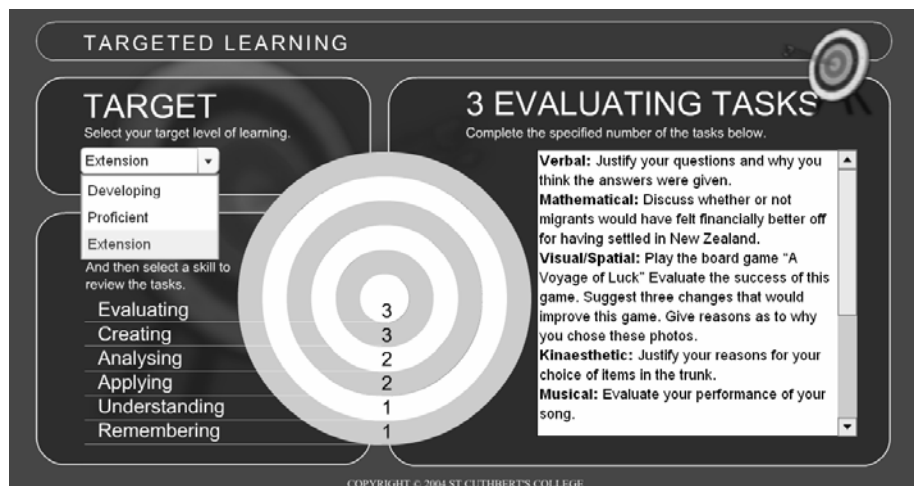 TARGETED LEARNING
TARGET
Select your target level of learning.
Extension
Developing
Proficient
Extension
And then select a skill to
review the tasks.
Evaluating 3
Creating 3
Analysing 2
Applying 2
Understanding 1
Remembering 1
3 EVALUATING TASKS
Complete the specified number of the tasks below.
Verbal: Justify your questions and why you
think the answers were given.
Mathematical: Discuss whether or not
migrants would have felt financially better off
for having settled in New Zealand.
Visual/Spatial: Play the board game "A
Voyage of Luck" Evaluate the success of this
game. Suggest three changes that would
improve this game. Give reasons as to why
you chose these photos.
Kinaesthetic: Justify your reasons for your
choice of items in the trunk.
Musical: Evaluate your performance of your
song.
COPYRIGHT © 2004 ST CUTHBERT'S COLLEGE